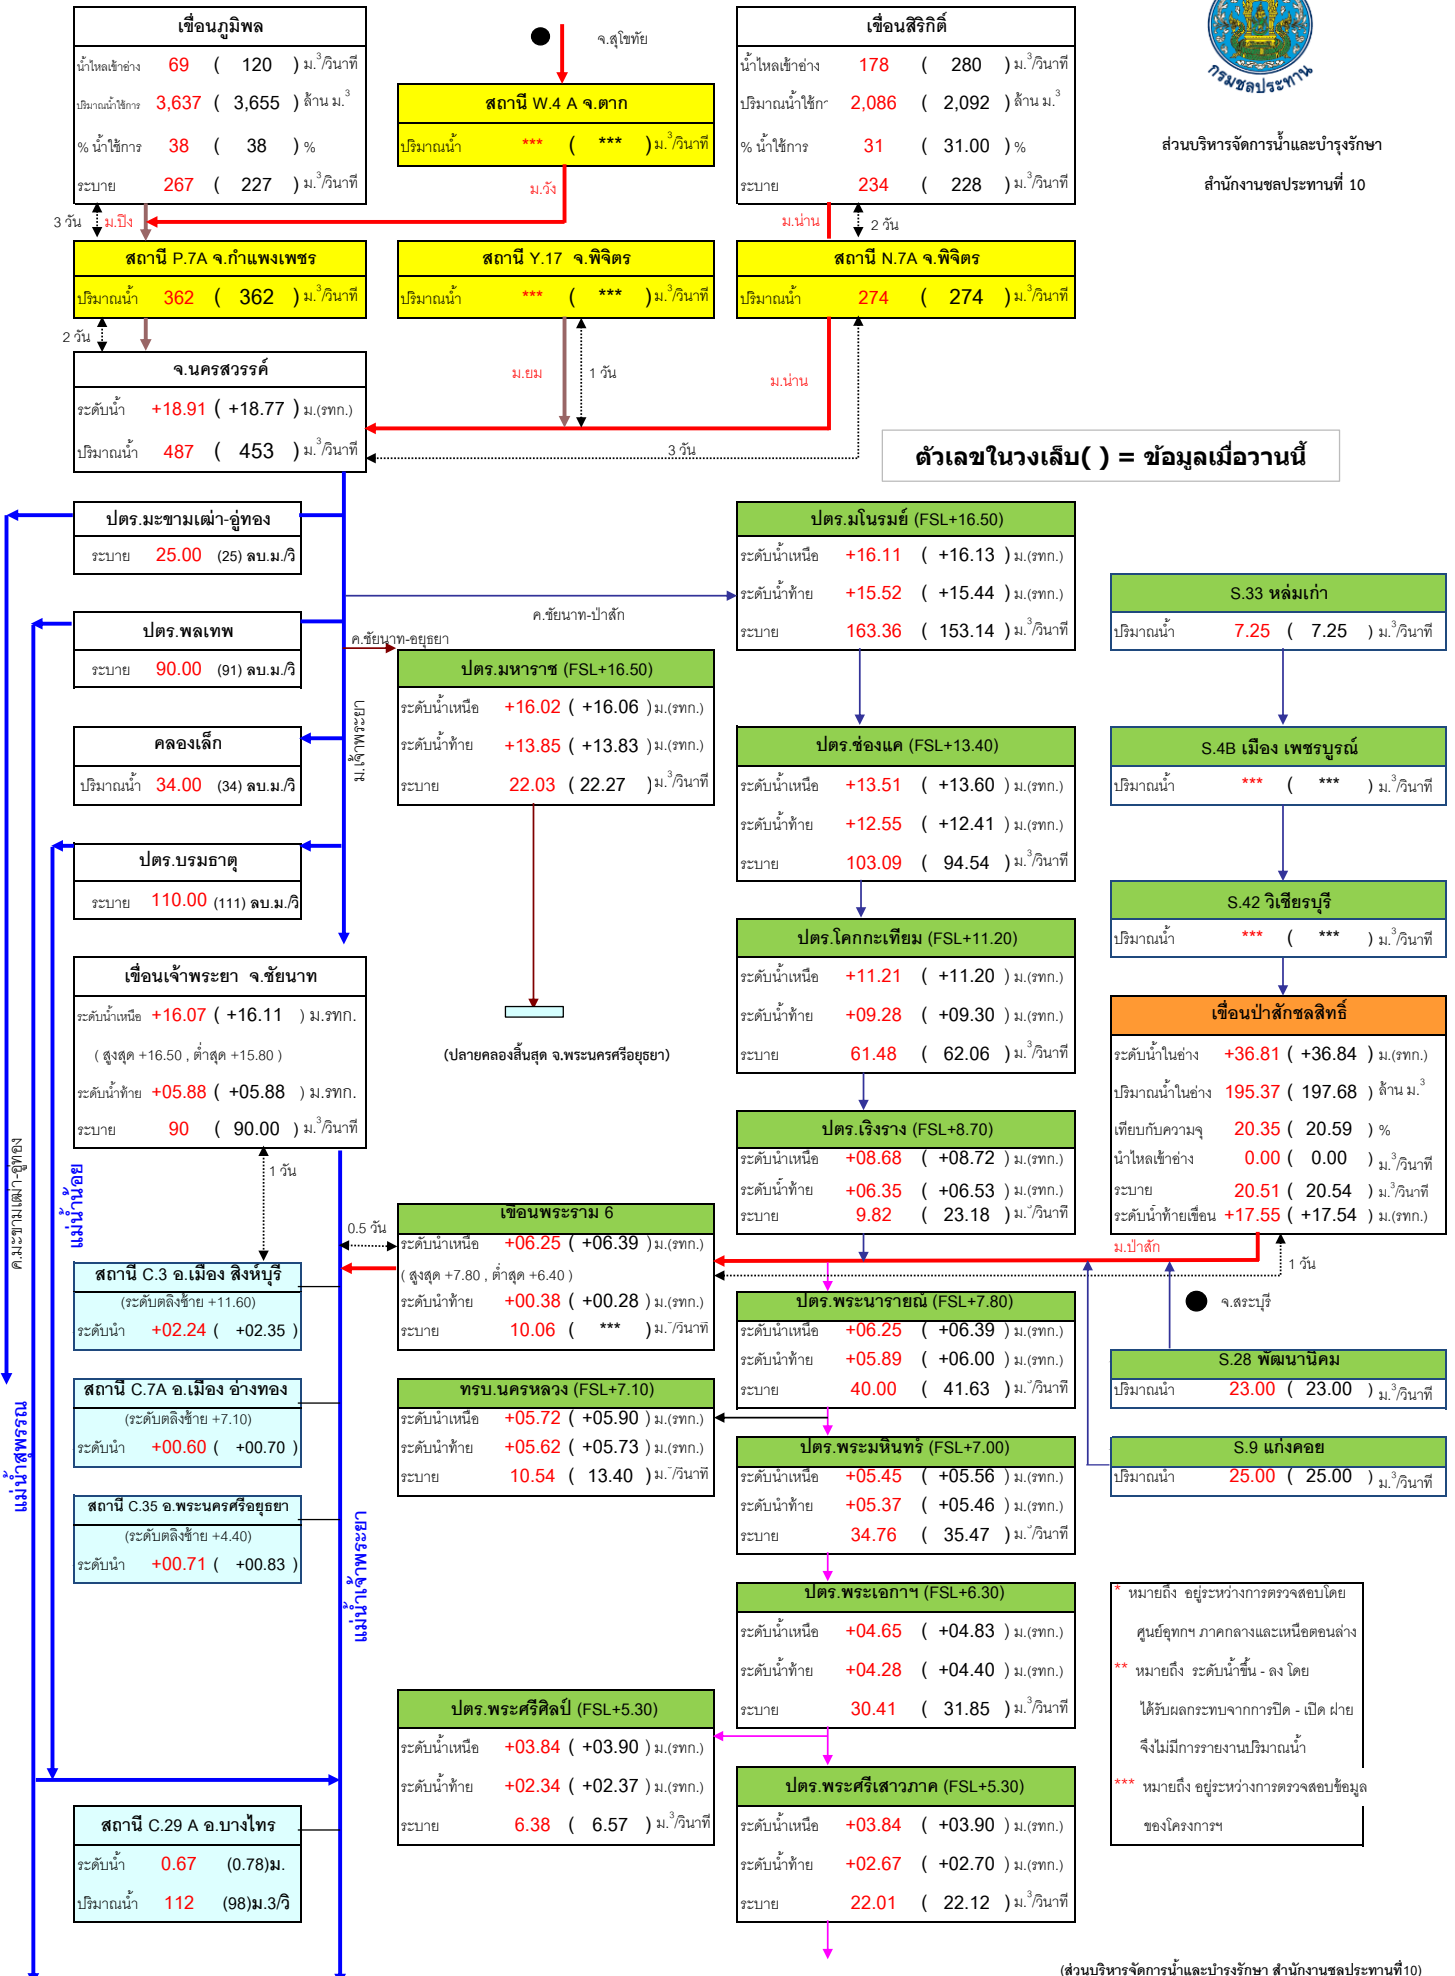 เขื่อนภูมิพล
น้ำไหลเข้าอ่าง 69 ( 120 ) ม.³/วินาที
ปริมาณน้ำใช้การ 3,637 ( 3,655 ) ล้าน ม.³
% น้ำใช้การ 38 ( 38 ) %
ระบาย 267 ( 227 ) ม.³/วินาที
จ.สุโขทัย
สถานี W.4 A จ.ตาก
ปริมาณน้ำ *** ( *** ) ม.³/วินาที
เขื่อนสิริกิติ์
น้ำไหลเข้าอ่าง 178 ( 280 ) ม.³/วินาที
ปริมาณน้ำใช้กา 2,086 ( 2,092 ) ล้าน ม.³
% น้ำใช้การ 31 ( 31.00 ) %
ระบาย 234 ( 228 ) ม.³/วินาที
กรมชลประทาน
ส่วนบริหารจัดการน้ำและบำรุงรักษา
สำนักงานชลประทานที่ 10
3 วัน
ม.ปิง
ม.วัง
ม.น่าน
2 วัน
สถานี P.7A จ.กำแพงเพชร
ปริมาณน้ำ 362 ( 362 ) ม.³/วินาที
สถานี Y.17 จ.พิจิตร
ปริมาณน้ำ *** ( *** ) ม.³/วินาที
สถานี N.7A จ.พิจิตร
ปริมาณน้ำ 274 ( 274 ) ม.³/วินาที
2 วัน
จ.นครสวรรค์
ระดับน้ำ +18.91 ( +18.77 ) ม.(รทก.)
ปริมาณน้ำ 487 ( 453 ) ม.³/วินาที
ม.ยม
1 วัน
ม.น่าน
3 วัน
ตัวเลขในวงเล็บ( ) = ข้อมูลเมื่อวานนี้
ปตร.มะขามเฒ่า-อู่ทอง
ระบาย 25.00 (25) ลบ.ม./วิ
ปตร.พลเทพ
ระบาย 90.00 (91) ลบ.ม./วิ
คลองเล็ก
ปริมาณน้ำ 34.00 (34) ลบ.ม./วิ
ปตร.บรมธาตุ
ระบาย 110.00 (111) ลบ.ม./วิ
ค.ชัยนาท-ป่าสัก
ค.ชัยนาท-อยุธยา
ม.เจ้าพระยา
ปตร.มหาราช (FSL+16.50)
ระดับน้ำเหนือ +16.02 ( +16.06 ) ม.(รทก.)
ระดับน้ำท้าย +13.85 ( +13.83 ) ม.(รทก.)
ระบาย 22.03 ( 22.27 ) ม.³/วินาที
(ปลายคลองสิ้นสุด จ.พระนครศรีอยุธยา)
ปตร.มโนรมย์ (FSL+16.50)
ระดับน้ำเหนือ +16.11 ( +16.13 ) ม.(รทก.)
ระดับน้ำท้าย +15.52 ( +15.44 ) ม.(รทก.)
ระบาย 163.36 ( 153.14 ) ม.³/วินาที
ปตร.ช่องแค (FSL+13.40)
ระดับน้ำเหนือ +13.51 ( +13.60 ) ม.(รทก.)
ระดับน้ำท้าย +12.55 ( +12.41 ) ม.(รทก.)
ระบาย 103.09 ( 94.54 ) ม.³/วินาที
ปตร.โคกกะเทียม (FSL+11.20)
ระดับน้ำเหนือ +11.21 ( +11.20 ) ม.(รทก.)
ระดับน้ำท้าย +09.28 ( +09.30 ) ม.(รทก.)
ระบาย 61.48 ( 62.06 ) ม.³/วินาที
ปตร.เริงราง (FSL+8.70)
ระดับน้ำเหนือ +08.68 ( +08.72 ) ม.(รทก.)
ระดับน้ำท้าย +06.35 ( +06.53 ) ม.(รทก.)
ระบาย 9.82 ( 23.18 ) ม.³/วินาที
S.33 หล่มเก่า
ปริมาณน้ำ 7.25 ( 7.25 ) ม.³/วินาที
S.4B เมือง เพชรบูรณ์
ปริมาณน้ำ *** ( *** ) ม.³/วินาที
S.42 วิเชียรบุรี
ปริมาณน้ำ *** ( *** ) ม.³/วินาที
เขื่อนป่าสักชลสิทธิ์
ระดับน้ำในอ่าง +36.81 ( +36.84 ) ม.(รทก.)
ปริมาณน้ำในอ่าง 195.37 ( 197.68 ) ล้าน ม.³
เทียบกับความจุ 20.35 ( 20.59 ) %
น้ำไหลเข้าอ่าง 0.00 ( 0.00 ) ม.³/วินาที
ระบาย 20.51 ( 20.54 ) ม.³/วินาที
ระดับน้ำท้ายเขื่อน +17.55 ( +17.54 ) ม.(รทก.)
เขื่อนเจ้าพระยา จ.ชัยนาท
ระดับน้ำเหนือ +16.07 ( +16.11 ) ม.รทก.
( สูงสุด +16.50 , ต่ำสุด +15.80 )
ระดับน้ำท้าย +05.88 ( +05.88 ) ม.รทก.
ระบาย 90 ( 90.00 ) ม.³/วินาที
1 วัน
ค.มะขามเฒ่า-อู่ทอง
แม่น้ำน้อย
0.5 วัน
เขื่อนพระราม 6
ระดับน้ำเหนือ +06.25 ( +06.39 ) ม.(รทก.)
( สูงสุด +7.80 , ต่ำสุด +6.40 )
ระดับน้ำท้าย +00.38 ( +00.28 ) ม.(รทก.)
ระบาย 10.06 ( *** ) ม.³/วินาที
ม.ป่าสัก
1 วัน
จ.สระบุรี
สถานี C.3 อ.เมือง สิงห์บุรี
(ระดับตลิ่งซ้าย +11.60)
ระดับน้ำ +02.24 ( +02.35 )
สถานี C.7A อ.เมือง อ่างทอง
(ระดับตลิ่งซ้าย +7.10)
ระดับน้ำ +00.60 ( +00.70 )
สถานี C.35 อ.พระนครศรีอยุธยา
(ระดับตลิ่งซ้าย +4.40)
ระดับน้ำ +00.71 ( +00.83 )
แม่น้ำสุพรรณ
แม่น้ำเจ้าพระยา
ทรบ.นครหลวง (FSL+7.10)
ระดับน้ำเหนือ +05.72 ( +05.90 ) ม.(รทก.)
ระดับน้ำท้าย +05.62 ( +05.73 ) ม.(รทก.)
ระบาย 10.54 ( 13.40 ) ม.³/วินาที
ปตร.พระนารายณ์ (FSL+7.80)
ระดับน้ำเหนือ +06.25 ( +06.39 ) ม.(รทก.)
ระดับน้ำท้าย +05.89 ( +06.00 ) ม.(รทก.)
ระบาย 40.00 ( 41.63 ) ม.³/วินาที
ปตร.พระมหินทร์ (FSL+7.00)
ระดับน้ำเหนือ +05.45 ( +05.56 ) ม.(รทก.)
ระดับน้ำท้าย +05.37 ( +05.46 ) ม.(รทก.)
ระบาย 34.76 ( 35.47 ) ม.³/วินาที
S.28 พัฒนานิคม
ปริมาณน้ำ 23.00 ( 23.00 ) ม.³/วินาที
S.9 แก่งคอย
ปริมาณน้ำ 25.00 ( 25.00 ) ม.³/วินาที
ปตร.พระเอกาฯ (FSL+6.30)
ระดับน้ำเหนือ +04.65 ( +04.83 ) ม.(รทก.)
ระดับน้ำท้าย +04.28 ( +04.40 ) ม.(รทก.)
ระบาย 30.41 ( 31.85 ) ม.³/วินาที
ปตร.พระศรีศิลป์ (FSL+5.30)
ระดับน้ำเหนือ +03.84 ( +03.90 ) ม.(รทก.)
ระดับน้ำท้าย +02.34 ( +02.37 ) ม.(รทก.)
ระบาย 6.38 ( 6.57 ) ม.³/วินาที
ปตร.พระศรีเสาวภาค (FSL+5.30)
ระดับน้ำเหนือ +03.84 ( +03.90 ) ม.(รทก.)
ระดับน้ำท้าย +02.67 ( +02.70 ) ม.(รทก.)
ระบาย 22.01 ( 22.12 ) ม.³/วินาที
* หมายถึง อยู่ระหว่างการตรวจสอบโดย
ศูนย์อุทกฯ ภาคกลางและเหนือตอนล่าง
** หมายถึง ระดับน้ำขึ้น - ลง โดย
ได้รับผลกระทบจากการปิด - เปิด ฝาย
จึงไม่มีการรายงานปริมาณน้ำ
*** หมายถึง อยู่ระหว่างการตรวจสอบข้อมูล
ของโครงการฯ
สถานี C.29 A อ.บางไทร
ระดับน้ำ 0.67 (0.78)ม.
ปริมาณน้ำ 112 (98)ม.3/วิ
(ส่วนบริหารจัดการน้ำและบำรุงรักษา สำนักงานชลประทานที่10)